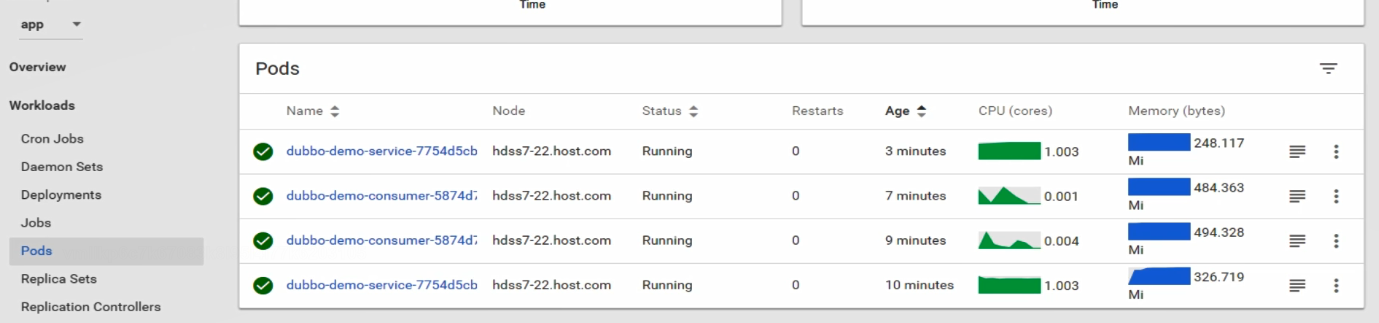 Time
Time
app
Overview
Workloads
Cron Jobs
Daemon Sets
Deployments
Jobs
Pods
Replica Sets
Replication Controllers
Pods
Name Node Status Restarts Age CPU (cores) Memory (bytes)
dubbo-demo-service-7754d5cb hdss7-22.host.com Running 0 3 minutes 1.003 248.117
Mi
dubbo-demo-consumer-5874d7 hdss7-22.host.com Running 0 7 minutes 0.001 484.363
Mi
dubbo-demo-consumer-5874d7 hdss7-22.host.com Running 0 9 minutes 0.004 494.328
Mi
dubbo-demo-service-7754d5cb hdss7-22.host.com Running 0 10 minutes 1.003 326.719
Mi